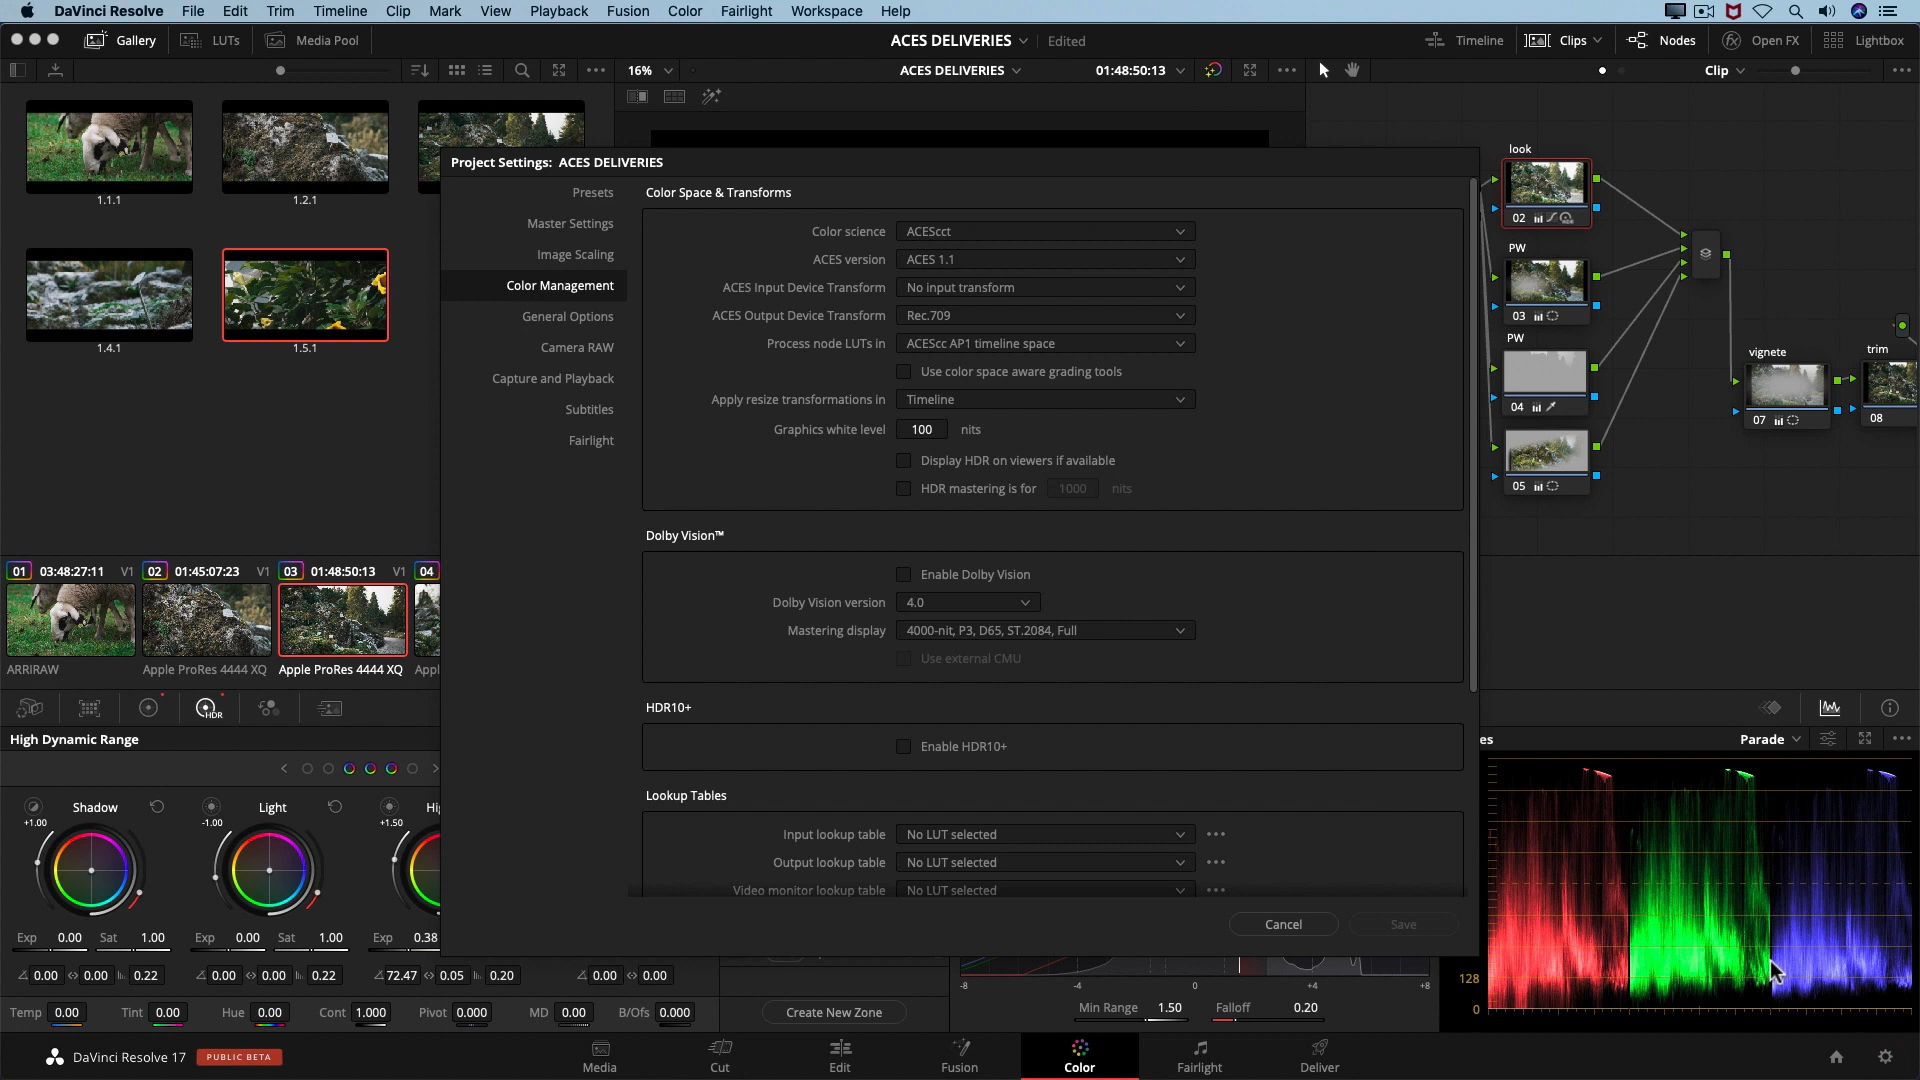 DaVinci Resolve File Edit Trim Timeline Clip Mark View Playback Fusion Color Fairlight Workspace Help
Gallery LUTs Media Pool ACES DELIVERIES Edited Timeline Clips Nodes Open FX Lightbox
16% ACES DELIVERIES 01:48:50:13 Clip
1.1.1 1.2.1
1.4.1 1.5.1
Project Settings: ACES DELIVERIES
Presets
Master Settings
Image Scaling
Color Management
General Options
Camera RAW
Capture and Playback
Subtitles
Fairlight
Color Space & Transforms
Color science ACEScct
ACES version ACES 1.1
ACES Input Device Transform No input transform
ACES Output Device Transform Rec.709
Process node LUTs in ACEScc AP1 timeline space
Use color space aware grading tools
Apply resize transformations in Timeline
Graphics white level 100 nits
Display HDR on viewers if available
HDR mastering is for 1000 nits
Dolby Vision™
Enable Dolby Vision
Dolby Vision version 4.0
Mastering display 4000-nit, P3, D65, ST.2084, Full
Use external CMU
HDR10+
Enable HDR10+
Lookup Tables
Input lookup table No LUT selected
Output lookup table No LUT selected
Video monitor lookup table No LUT selected
Cancel Save
look
02
PW
03
PW
04
05
vignete
07
trim
08
01 03:48:27:11 V1 02 01:45:07:23 V1 03 01:48:50:13 V1 04
ARRIRAW Apple ProRes 4444 XQ Apple ProRes 4444 XQ Appl
HDR
High Dynamic Range
es Parade
Shadow Light Hi
+1.00 -1.00 +1.50
Exp 0.00 Sat 1.00 Exp 0.00 Sat 1.00 Exp 0.38
0.00 0.00 0.22 0.00 0.00 0.22 72.47 0.05 0.20 0.00 0.00
-8 -4 0 +4 +8
128
0
Temp 0.00 Tint 0.00 Hue 0.00 Cont 1.000 Pivot 0.000 MD 0.00 B/Ofs 0.000
Create New Zone
Min Range 1.50 Falloff 0.20
DaVinci Resolve 17 PUBLIC BETA
Media Cut Edit Fusion Color Fairlight Deliver